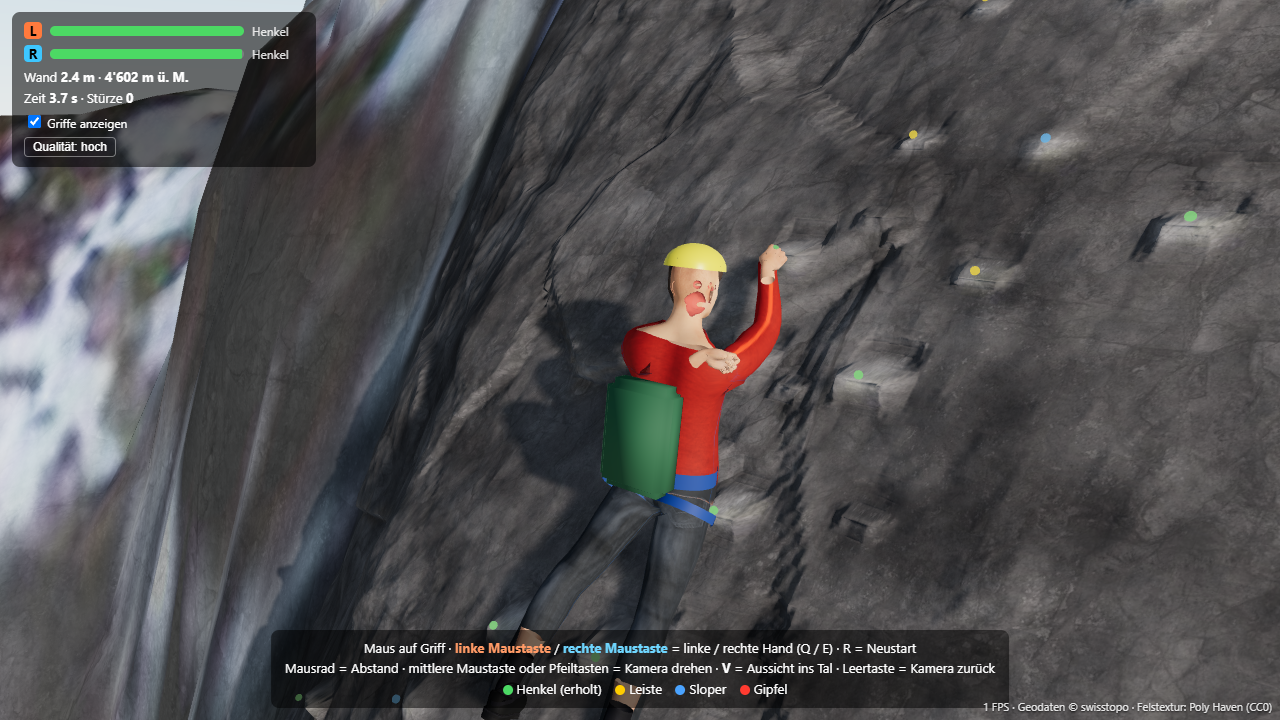 L Henkel
R Henkel
Wand 2.4 m · 4'602 m ü. M.
Zeit 3.7 s · Stürze 0
Griffe anzeigen
Qualität: hoch
Maus auf Griff · linke Maustaste / rechte Maustaste = linke / rechte Hand (Q / E) · R = Neustart
Mausrad = Abstand · mittlere Maustaste oder Pfeiltasten = Kamera drehen · V = Aussicht ins Tal · Leertaste = Kamera zurück
Henkel (erholt) Leiste Sloper Gipfel
1 FPS · Geodaten © swisstopo · Felstextur: Poly Haven (CC0)